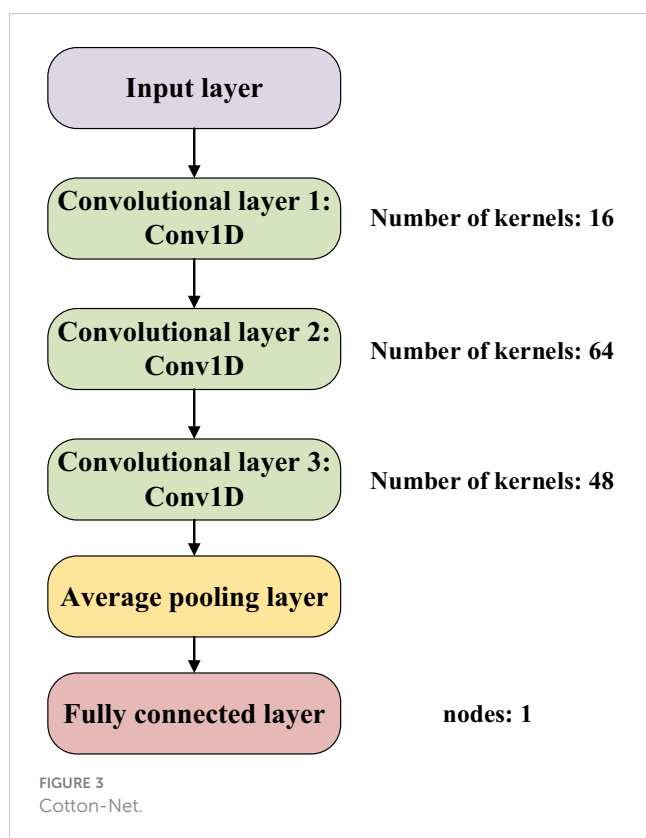 Input layer
Convolutional layer 1:
Conv1D
Number of kernels: 16
Convolutional layer 2:
Conv1D
Number of kernels: 64
Convolutional layer 3:
Conv1D
Number of kernels: 48
Average pooling layer
Fully connected layer
nodes: 1
FIGURE 3
Cotton-Net.